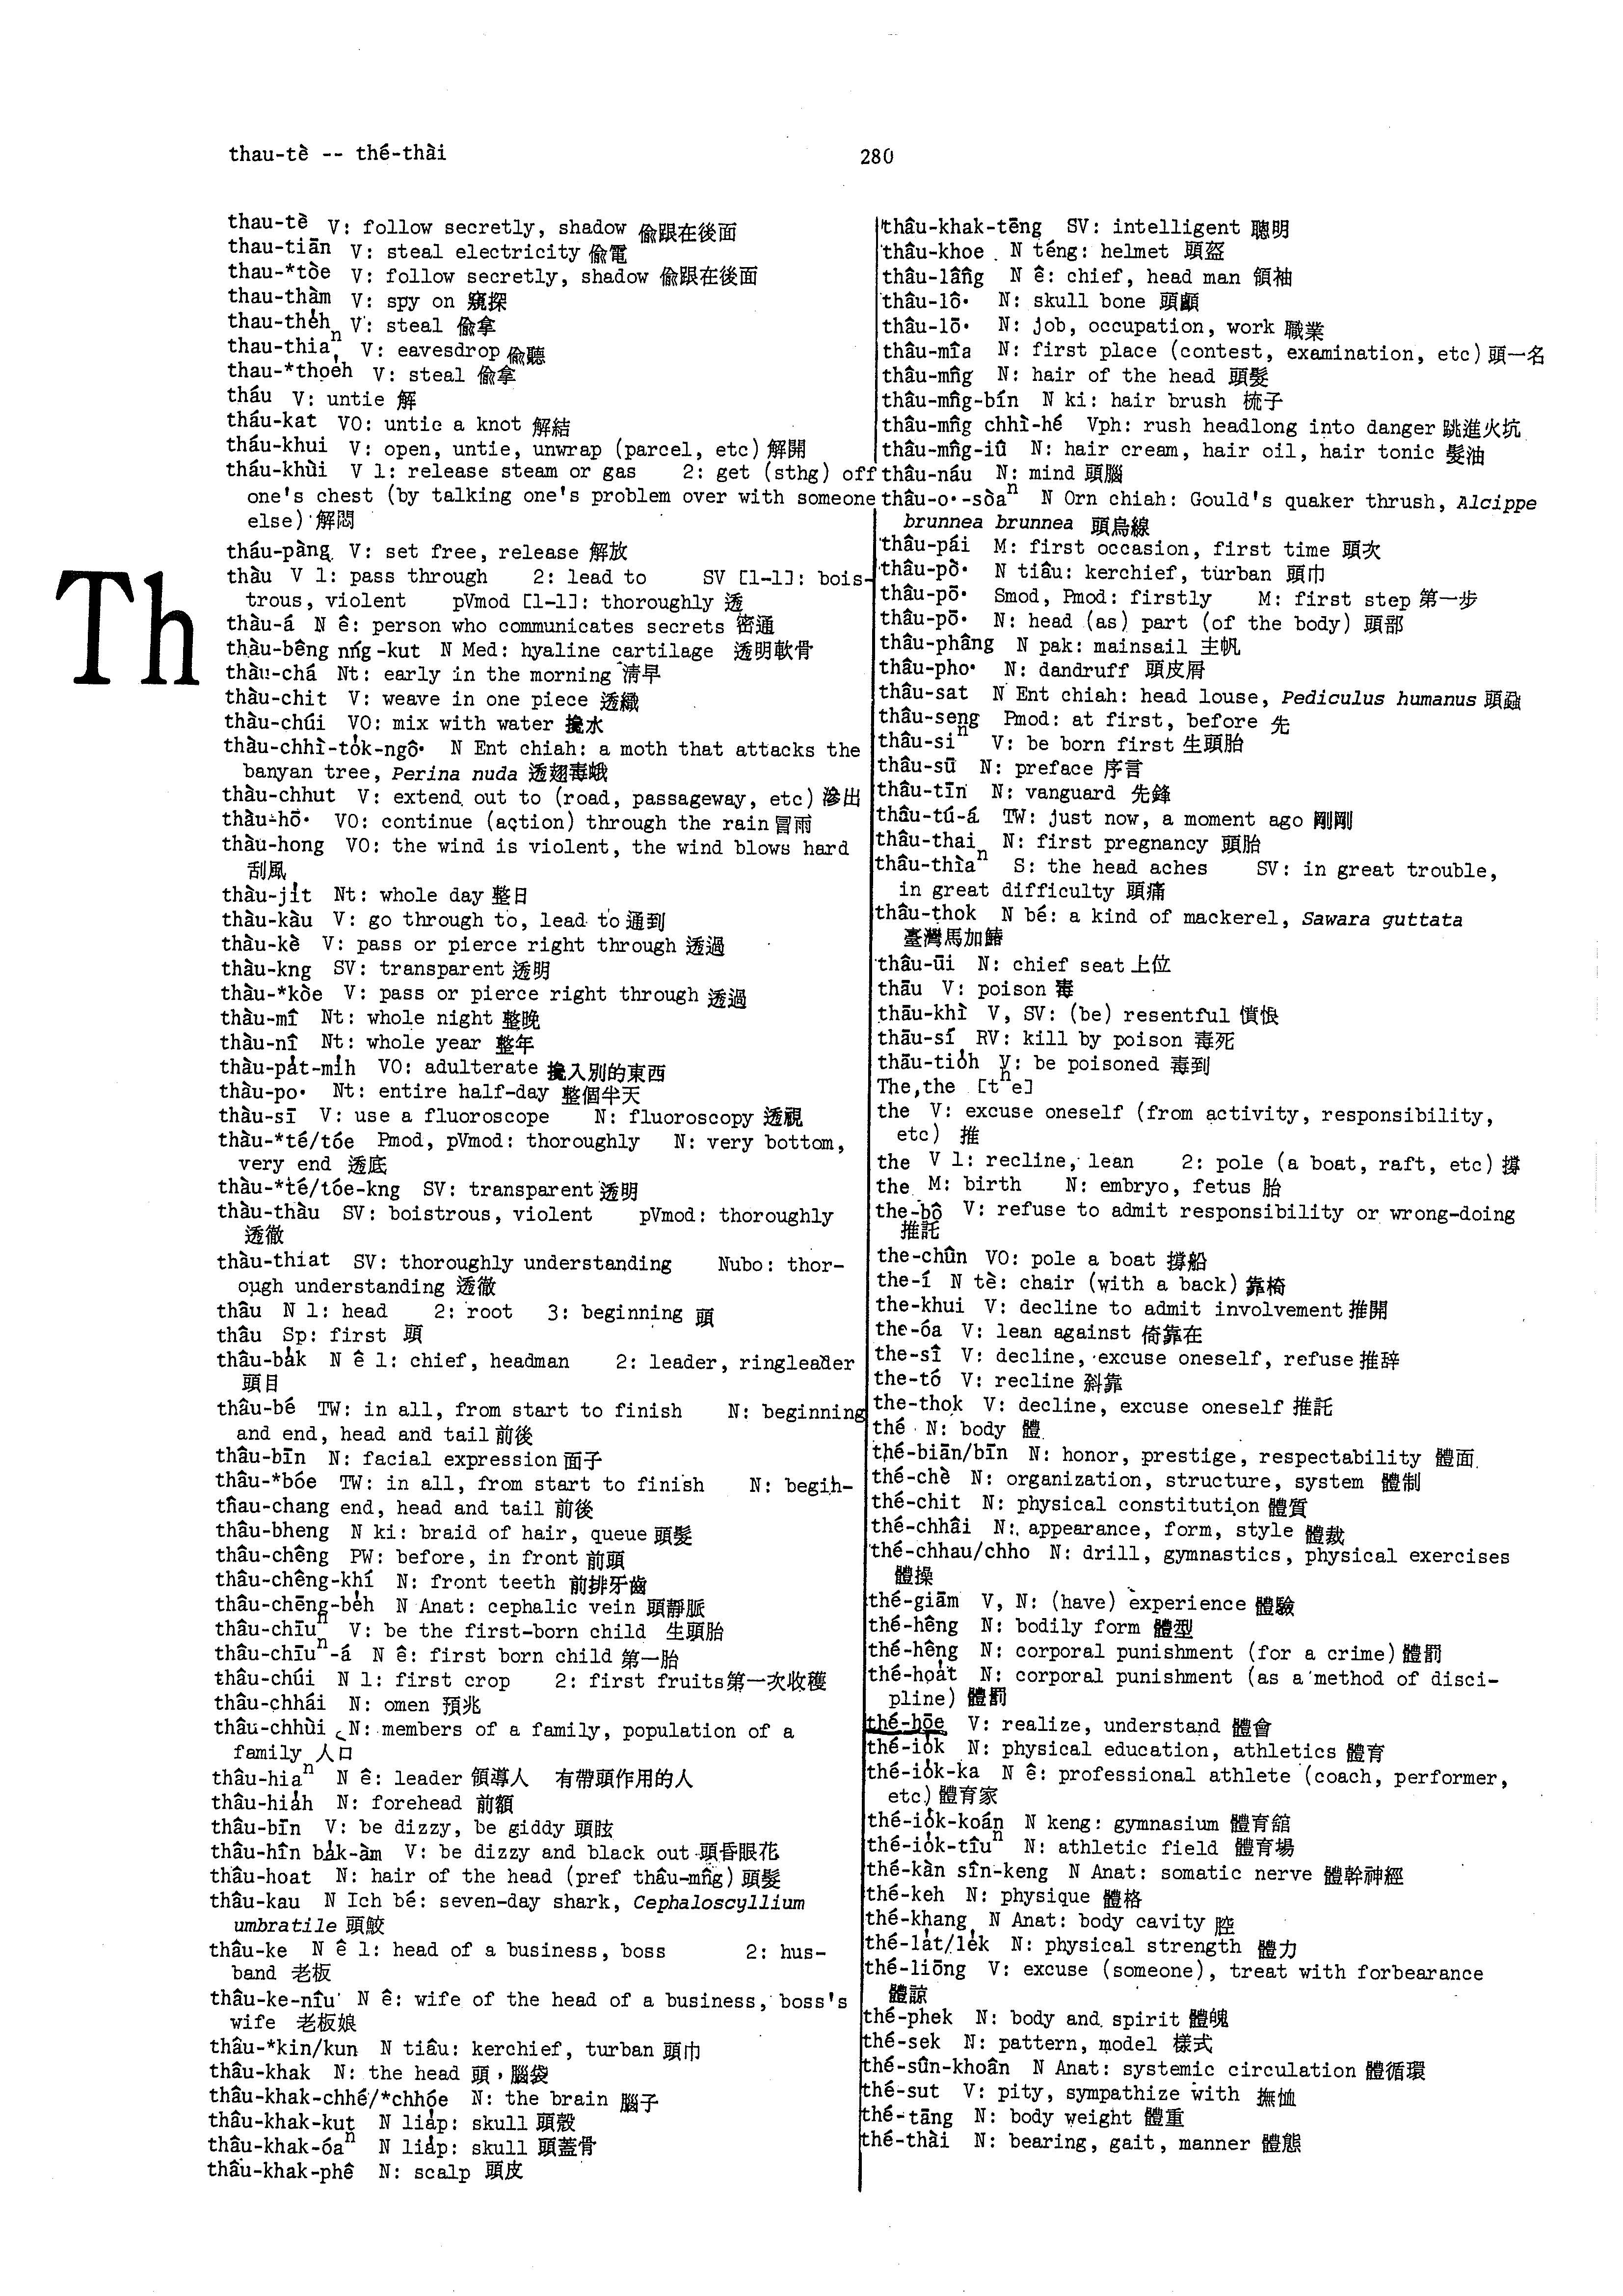 thau-tè -- thé-thài
280
Th
thau-tè V: follow secretly, shadow 偷跟在後面
thau-tiān V: steal electricity 偷電
thau-*tòe V: follow secretly, shadow 偷跟在後面
thau-thàm V: spy on 窺探
thau-the̍h V: steal 偷拿
thau-thiaⁿ V: eavesdrop 偷聽
thau-*thoe̍h V: steal 偷拿
tháu V: untie 解
tháu-kat VO: untie a knot 解結
tháu-khui V: open, untie, unwrap (parcel, etc) 解開
tháu-khùi V 1: release steam or gas 2: get (sthg) off
one's chest (by talking one's problem over with someone
else) 解悶
tháu-pàng V: set free, release 解放
thàu V 1: pass through 2: lead to SV [1-1]: bois-
trous, violent pVmod [1-1]: thoroughly 透
thàu-á N ê: person who communicates secrets 密通
thàu-bêng nńg-kut N Med: hyaline cartilage 透明軟骨
thàu-chá Nt: early in the morning 清早
thàu-chit V: weave in one piece 透織
thàu-chúi VO: mix with water 攙水
thàu-chhì-to̍k-ngô· N Ent chiah: a moth that attacks the
banyan tree, Perina nuda 透翅毒蛾
thàu-chhut V: extend out to (road, passageway, etc) 滲出
thàu-hō· VO: continue (action) through the rain 冒雨
thàu-hong VO: the wind is violent, the wind blows hard
刮風
thàu-ji̍t Nt: whole day 整日
thàu-kàu V: go through to, lead to 通到
thàu-kè V: pass or pierce right through 透過
thàu-kng SV: transparent 透明
thàu-*kòe V: pass or pierce right through 透過
thàu-mî Nt: whole night 整晚
thàu-nî Nt: whole year 整年
thàu-pa̍t-mi̍h VO: adulterate 攙入別的東西
thàu-po· Nt: entire half-day 整個半天
thàu-sī V: use a fluoroscope N: fluoroscopy 透視
thàu-*té/tóe Pmod, pVmod: thoroughly N: very bottom,
very end 透底
thàu-*té/tóe-kng SV: transparent 透明
thàu-thàu SV: boistrous, violent pVmod: thoroughly
透徹
thàu-thiat SV: thoroughly understanding Nubo: thor-
ough understanding 透徹
thâu N 1: head 2: root 3: beginning 頭
thâu Sp: first 頭
thâu-ba̍k N ê 1: chief, headman 2: leader, ringleader
頭目
thâu-bé TW: in all, from start to finish N: beginning
and end, head and tail 前後
thâu-bīn N: facial expression 面子
thâu-*bóe TW: in all, from start to finish N: begih-
thau-chang end, head and tail 前後
thâu-bheng N ki: braid of hair, queue 頭髮
thâu-chêng PW: before, in front 前頭
thâu-chêng-khí N: front teeth 前排牙齒
thâu-chēng-be̍h N Anat: cephalic vein 頭靜脈
thâu-chīuⁿ V: be the first-born child 生頭胎
thâu-chīuⁿ-á N ê: first born child 第一胎
thâu-chúi N 1: first crop 2: first fruits 第一次收穫
thâu-chhái N: omen 預兆
thâu-chhùi N: members of a family, population of a
family 人口
thâu-hiaⁿ N ê: leader 領導人 有帶頭作用的人
thâu-hia̍h N: forehead 前額
thâu-bīn V: be dizzy, be giddy 頭眩
thâu-hîn ba̍k-àm V: be dizzy and black out 頭昏眼花
thâu-hoat N: hair of the head (pref thâu-mn̂g) 頭髮
thâu-kau N Ich bé: seven-day shark, Cephaloscyllium
umbratile 頭鮫
thâu-ke N ê 1: head of a business, boss 2: hus-
band 老板
thâu-ke-nîu N ê: wife of the head of a business, boss's
wife 老板娘
thâu-*kin/kun N tiâu: kerchief, turban 頭巾
thâu-khak N: the head 頭，腦袋
thâu-khak-chhé/*chhóe N: the brain 腦子
thâu-khak-kut N lia̍p: skull 頭殼
thâu-khak-óaⁿ N lia̍p: skull 頭蓋骨
thâu-khak-phê N: scalp 頭皮
thâu-khak-tēng SV: intelligent 聰明
thâu-khoe N téng: helmet 頭盔
thâu-lâng N ê: chief, head man 領袖
thâu-lô· N: skull bone 頭顱
thâu-lō· N: job, occupation, work 職業
thâu-mîa N: first place (contest, examination, etc) 頭一名
thâu-mn̂g N: hair of the head 頭髮
thâu-mn̂g-bín N ki: hair brush 梳子
thâu-mn̂g chhì-hé Vph: rush headlong into danger 跳進火坑
thâu-mn̂g-iû N: hair cream, hair oil, hair tonic 髮油
thâu-náu N: mind 頭腦
thâu-o·-sòaⁿ N Orn chiah: Gould's quaker thrush, Alcippe
brunnea brunnea 頭烏線
thâu-pái M: first occasion, first time 頭次
thâu-pò· N tiâu: kerchief, turban 頭巾
thâu-pō· Smod, Pmod: firstly M: first step 第一步
thâu-pō· N: head (as) part (of the body) 頭部
thâu-phâng N pak: mainsail 主帆
thâu-pho· N: dandruff 頭皮屑
thâu-sat N Ent chiah: head louse, Pediculus humanus 頭蝨
thâu-seng Pmod: at first, before 先
thâu-siⁿ V: be born first 生頭胎
thâu-sū N: preface 序言
thâu-tīn N: vanguard 先鋒
thâu-tú-á TW: just now, a moment ago 剛剛
thâu-thai N: first pregnancy 頭胎
thâu-thìaⁿ S: the head aches SV: in great trouble,
in great difficulty 頭痛
thâu-thok N bé: a kind of mackerel, Sawara guttata
臺灣馬加鰆
thâu-ūi N: chief seat 上位
thāu V: poison 毒
thāu-khì V, SV: (be) resentful 憤恨
thāu-sí RV: kill by poison 毒死
thāu-tio̍h V: be poisoned 毒到
The,the [tʰe]
the V: excuse oneself (from activity, responsibility,
etc) 推
the V 1: recline, lean 2: pole (a boat, raft, etc) 撐
the M: birth N: embryo, fetus 胎
the-bô V: refuse to admit responsibility or wrong-doing
推託
the-chûn VO: pole a boat 撐船
the-í N tè: chair (with a back) 靠椅
the-khui V: decline to admit involvement 推開
the-óa V: lean against 倚靠在
the-sî V: decline, excuse oneself, refuse 推辞
the-tó V: recline 斜靠
the-thok V: decline, excuse oneself 推託
thé N: body 體
thé-biān/bīn N: honor, prestige, respectability 體面
thé-chè N: organization, structure, system 體制
thé-chit N: physical constitution 體質
thé-chhâi N: appearance, form, style 體裁
thé-chhau/chho N: drill, gymnastics, physical exercises
體操
thé-giām V, N: (have) experience 體驗
thé-hêng N: bodily form 體型
thé-hêng N: corporal punishment (for a crime) 體罰
thé-hoa̍t N: corporal punishment (as a method of disci-
pline) 體罰
thé-hōe V: realize, understand 體會
thé-io̍k N: physical education, athletics 體育
thé-io̍k-ka N ê: professional athlete (coach, performer,
etc) 體育家
thé-io̍k-koán N keng: gymnasium 體育舘
thé-io̍k-tîuⁿ N: athletic field 體育場
thé-kàn sîn-keng N Anat: somatic nerve 體幹神經
thé-keh N: physique 體格
thé-khang N Anat: body cavity 腔
thé-la̍t/le̍k N: physical strength 體力
thé-liōng V: excuse (someone), treat with forbearance
體諒
thé-phek N: body and spirit 體魄
thé-sek N: pattern, model 樣式
thé-sûn-khoân N Anat: systemic circulation 體循環
thé-sut V: pity, sympathize with 撫恤
thé-tāng N: body weight 體重
thé-thài N: bearing, gait, manner 體態